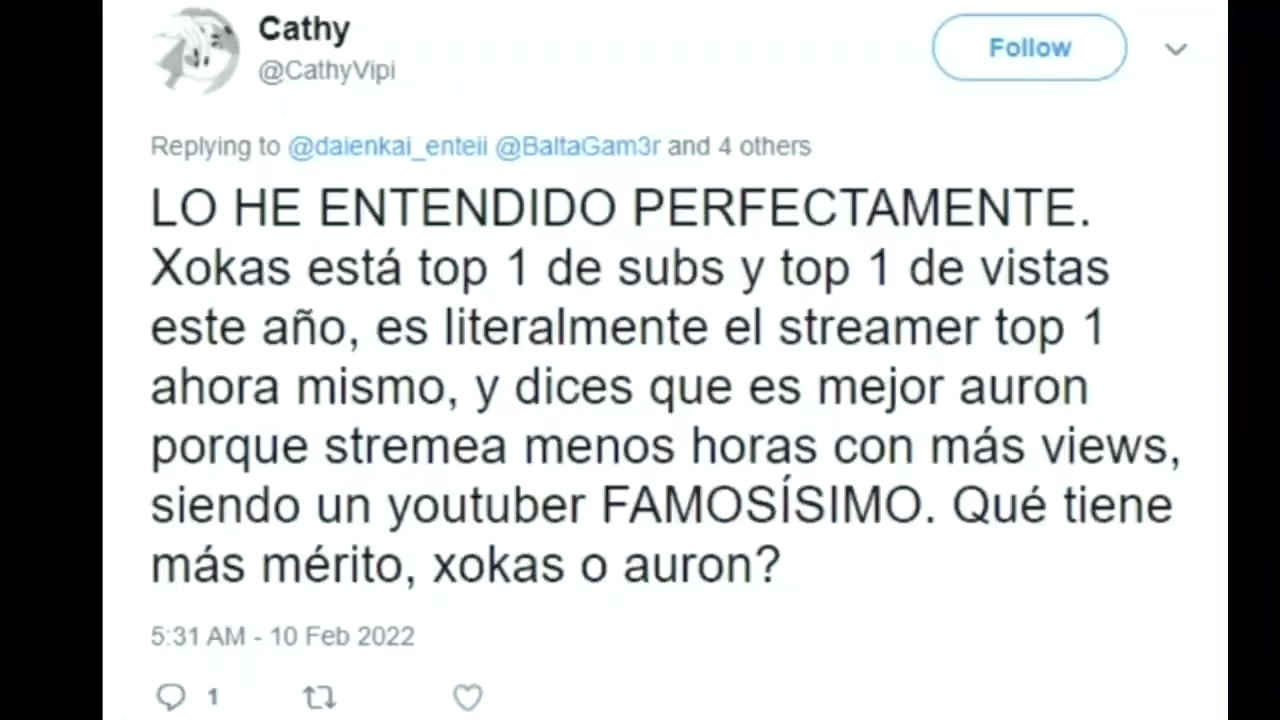 Cathy
@CathyVipi
Follow
Replying to @daienkai_enteii @BaltaGam3r and 4 others
LO HE ENTENDIDO PERFECTAMENTE.
Xokas está top 1 de subs y top 1 de vistas
este año, es literalmente el streamer top 1
ahora mismo, y dices que es mejor auron
porque stremea menos horas con más views,
siendo un youtuber FAMOSÍSIMO. Qué tiene
más mérito, xokas o auron?
5:31 AM - 10 Feb 2022
1